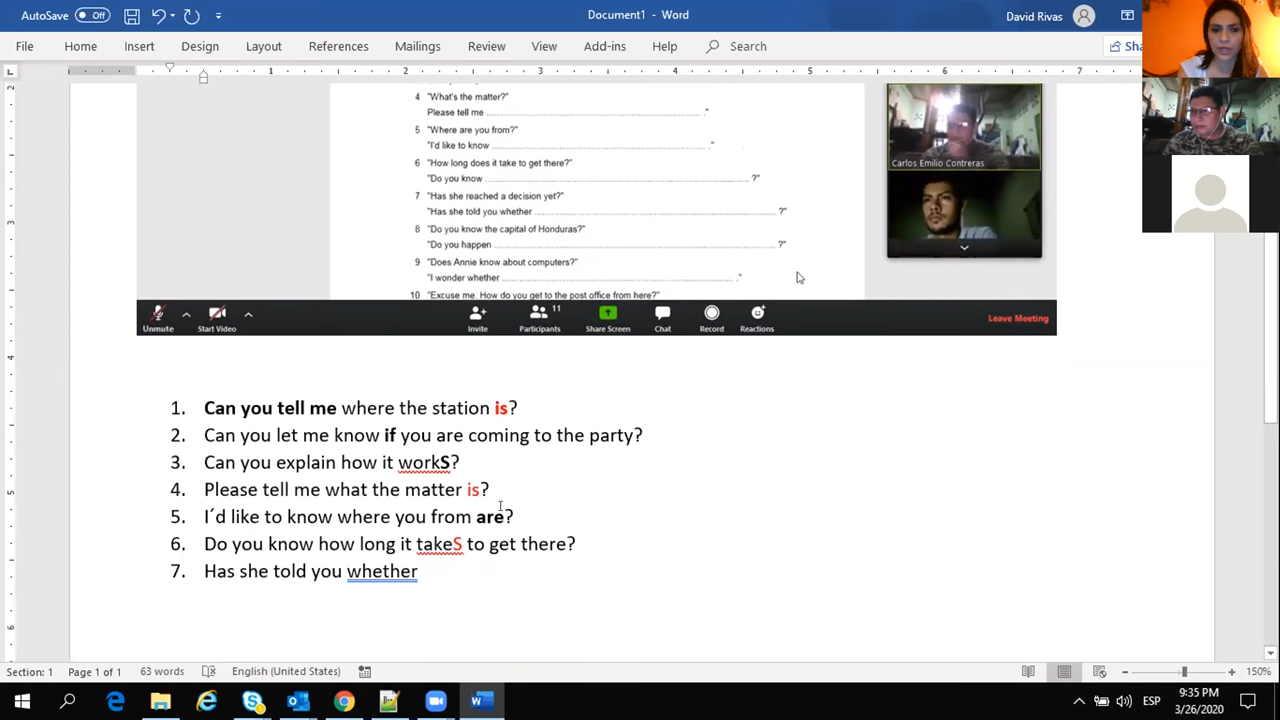 AutoSave Off
Document1 - Word
David Rivas
File Home Insert Design Layout References Mailings Review View Add-ins Help Search
1 2 3 4 5 6 7
4 "What's the matter?"
Please tell me ."
5 "Where are you from?"
"I'd like to know ."
6 "How long does it take to get there?"
"Do you know ?"
7 "Has she reached a decision yet?"
"Has she told you whether ?"
8 "Do you know the capital of Honduras?"
"Do you happen ?"
9 "Does Annie know about computers?"
"I wonder whether ."
10 "Excuse me. How do you get to the post office from here?"
Carlos Emilio Contreras
11
Unmute Start Video Invite Participants Share Screen Chat Record Reactions Leave Meeting
1. Can you tell me where the station is?
2. Can you let me know if you are coming to the party?
3. Can you explain how it workS?
4. Please tell me what the matter is?
5. I´d like to know where you from are?
6. Do you know how long it takeS to get there?
7. Has she told you whether
Section: 1 Page 1 of 1 63 words English (United States) 150%
ESP
9:35 PM
3/26/2020